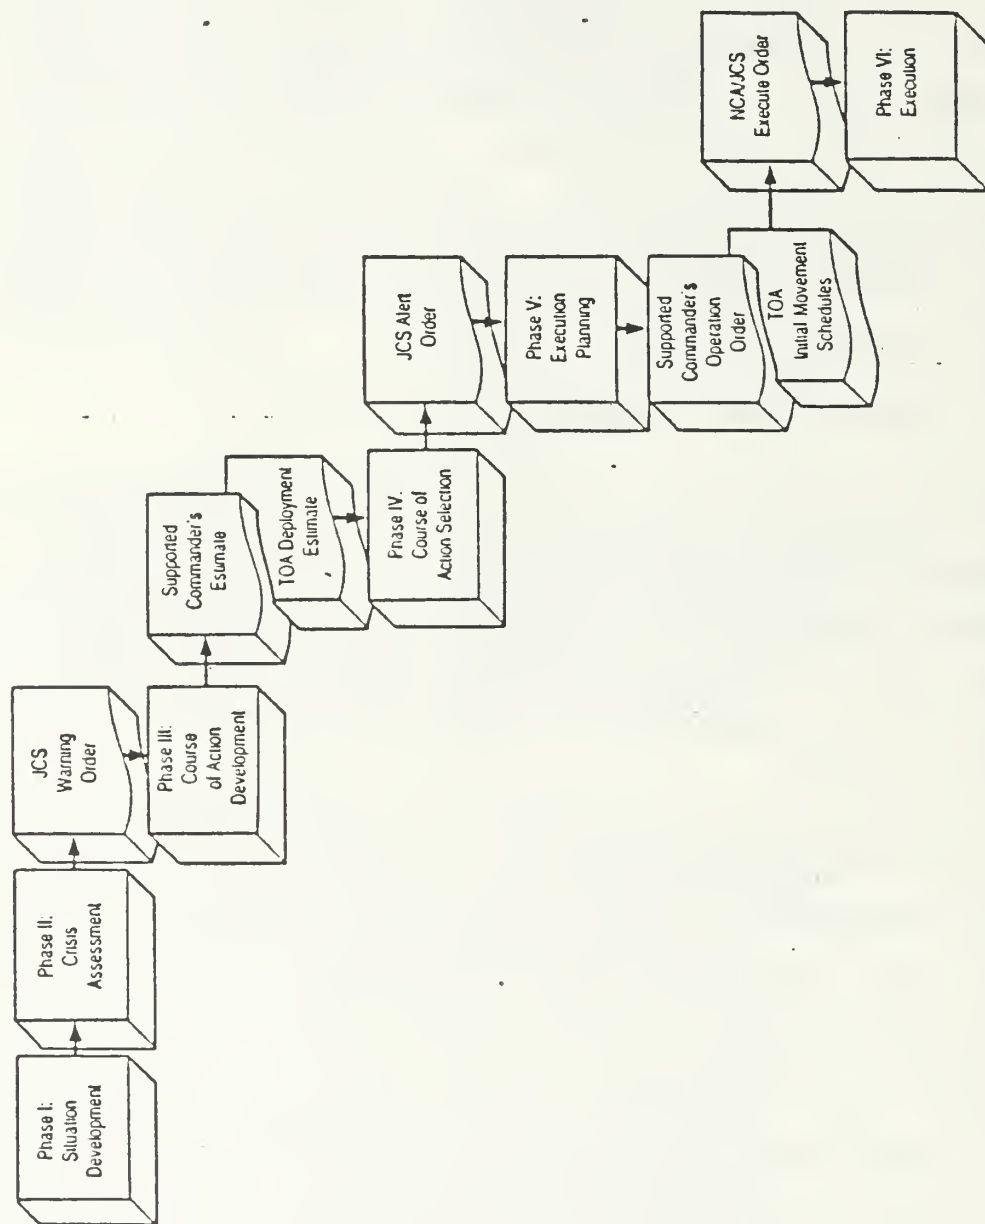 Phase I:
Situation
Development
Phase II:
Crisis
Assessment
JCS
Warning
Order
Phase III:
Course
of Action
Development
Supported
Commander's
Estimate
TOA Deployment
Estimate
Phase IV.
Course of
Action Selection
JCS Alert
Order
Phase V:
Execution
Planning
Supported
Commander's
Operation
Order
TOA
Initial Movement
Schedules
NCA/JCS
Execute Order
Phase VI:
Execution